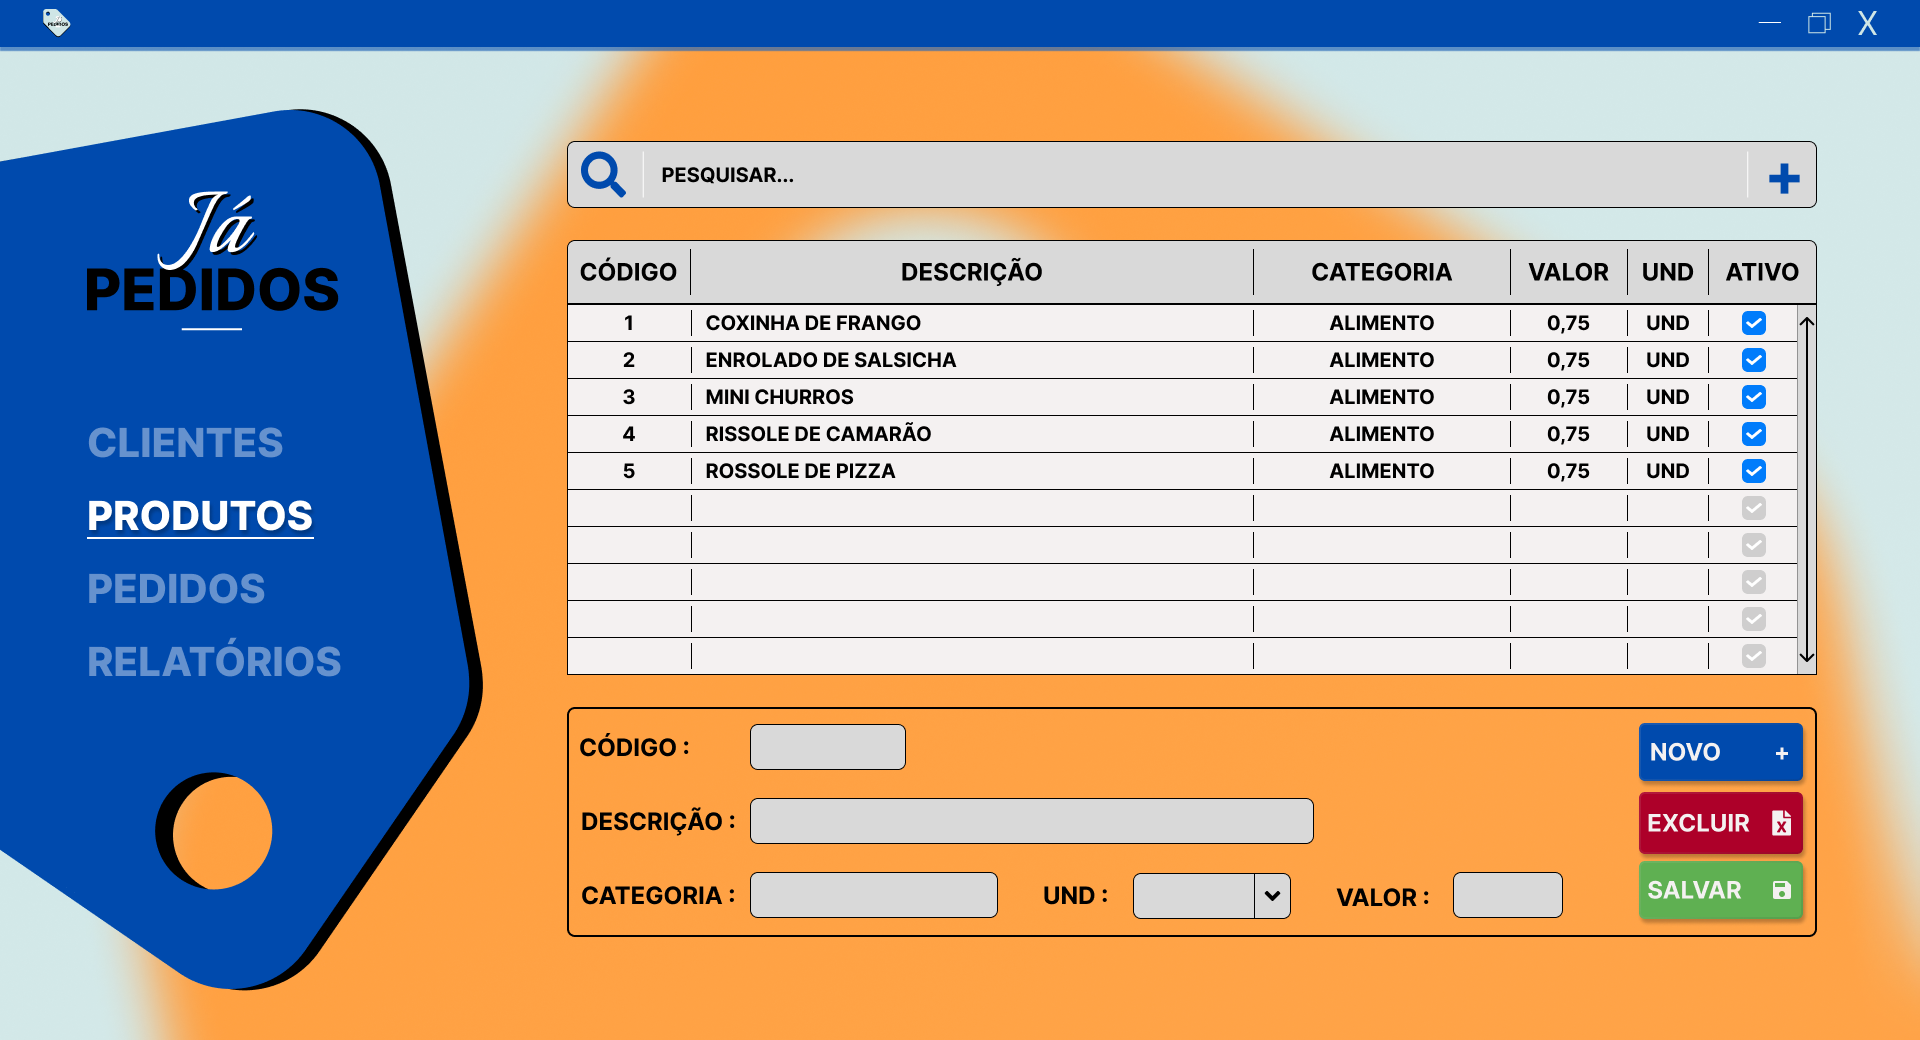 X
Já
PEDIDOS
CLIENTES
PRODUTOS
PEDIDOS
RELATÓRIOS
PESQUISAR...
CÓDIGO DESCRIÇÃO CATEGORIA VALOR UND ATIVO
1 COXINHA DE FRANGO ALIMENTO 0,75 UND
2 ENROLADO DE SALSICHA ALIMENTO 0,75 UND
3 MINI CHURROS ALIMENTO 0,75 UND
4 RISSOLE DE CAMARÃO ALIMENTO 0,75 UND
5 ROSSOLE DE PIZZA ALIMENTO 0,75 UND
CÓDIGO :
DESCRIÇÃO :
CATEGORIA : UND : VALOR :
NOVO +
EXCLUIR
SALVAR